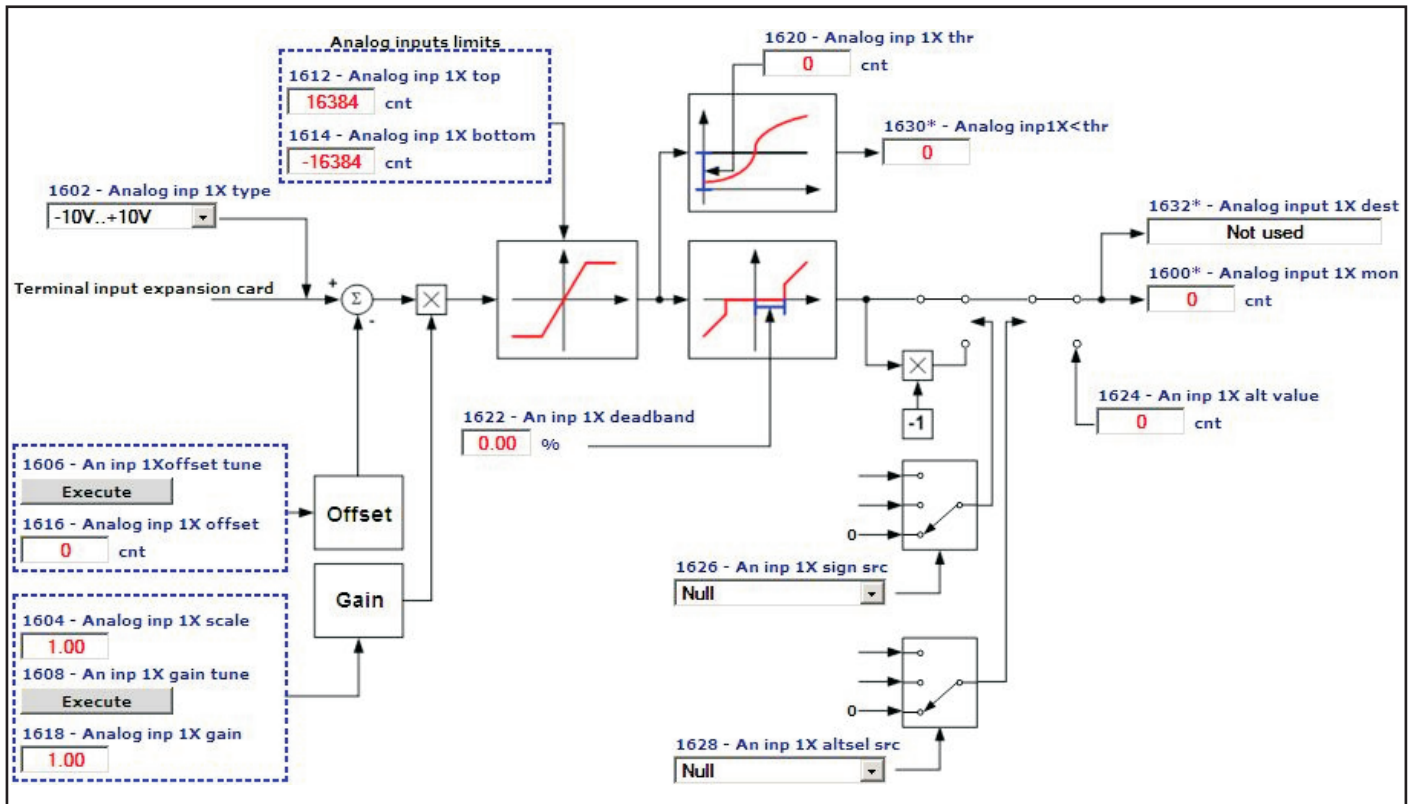 Analog inputs limits
1612 - Analog inp 1X top
16384 cnt
1614 - Analog inp 1X bottom
-16384 cnt
1620 - Analog inp 1X thr
0 cnt
1630* - Analog inp1X<thr
0
1602 - Analog inp 1X type
-10V..+10V
1632* - Analog input 1X dest
Not used
1600* - Analog input 1X mon
0 cnt
Terminal input expansion card
+
Σ
-
×
×
-1
1622 - An inp 1X deadband
0.00 %
1624 - An inp 1X alt value
0 cnt
1606 - An inp 1Xoffset tune
Execute
1616 - Analog inp 1X offset
0 cnt
Offset
Gain
1604 - Analog inp 1X scale
1.00
1608 - An inp 1X gain tune
Execute
1618 - Analog inp 1X gain
1.00
0
1626 - An inp 1X sign src
Null
0
1628 - An inp 1X altsel src
Null